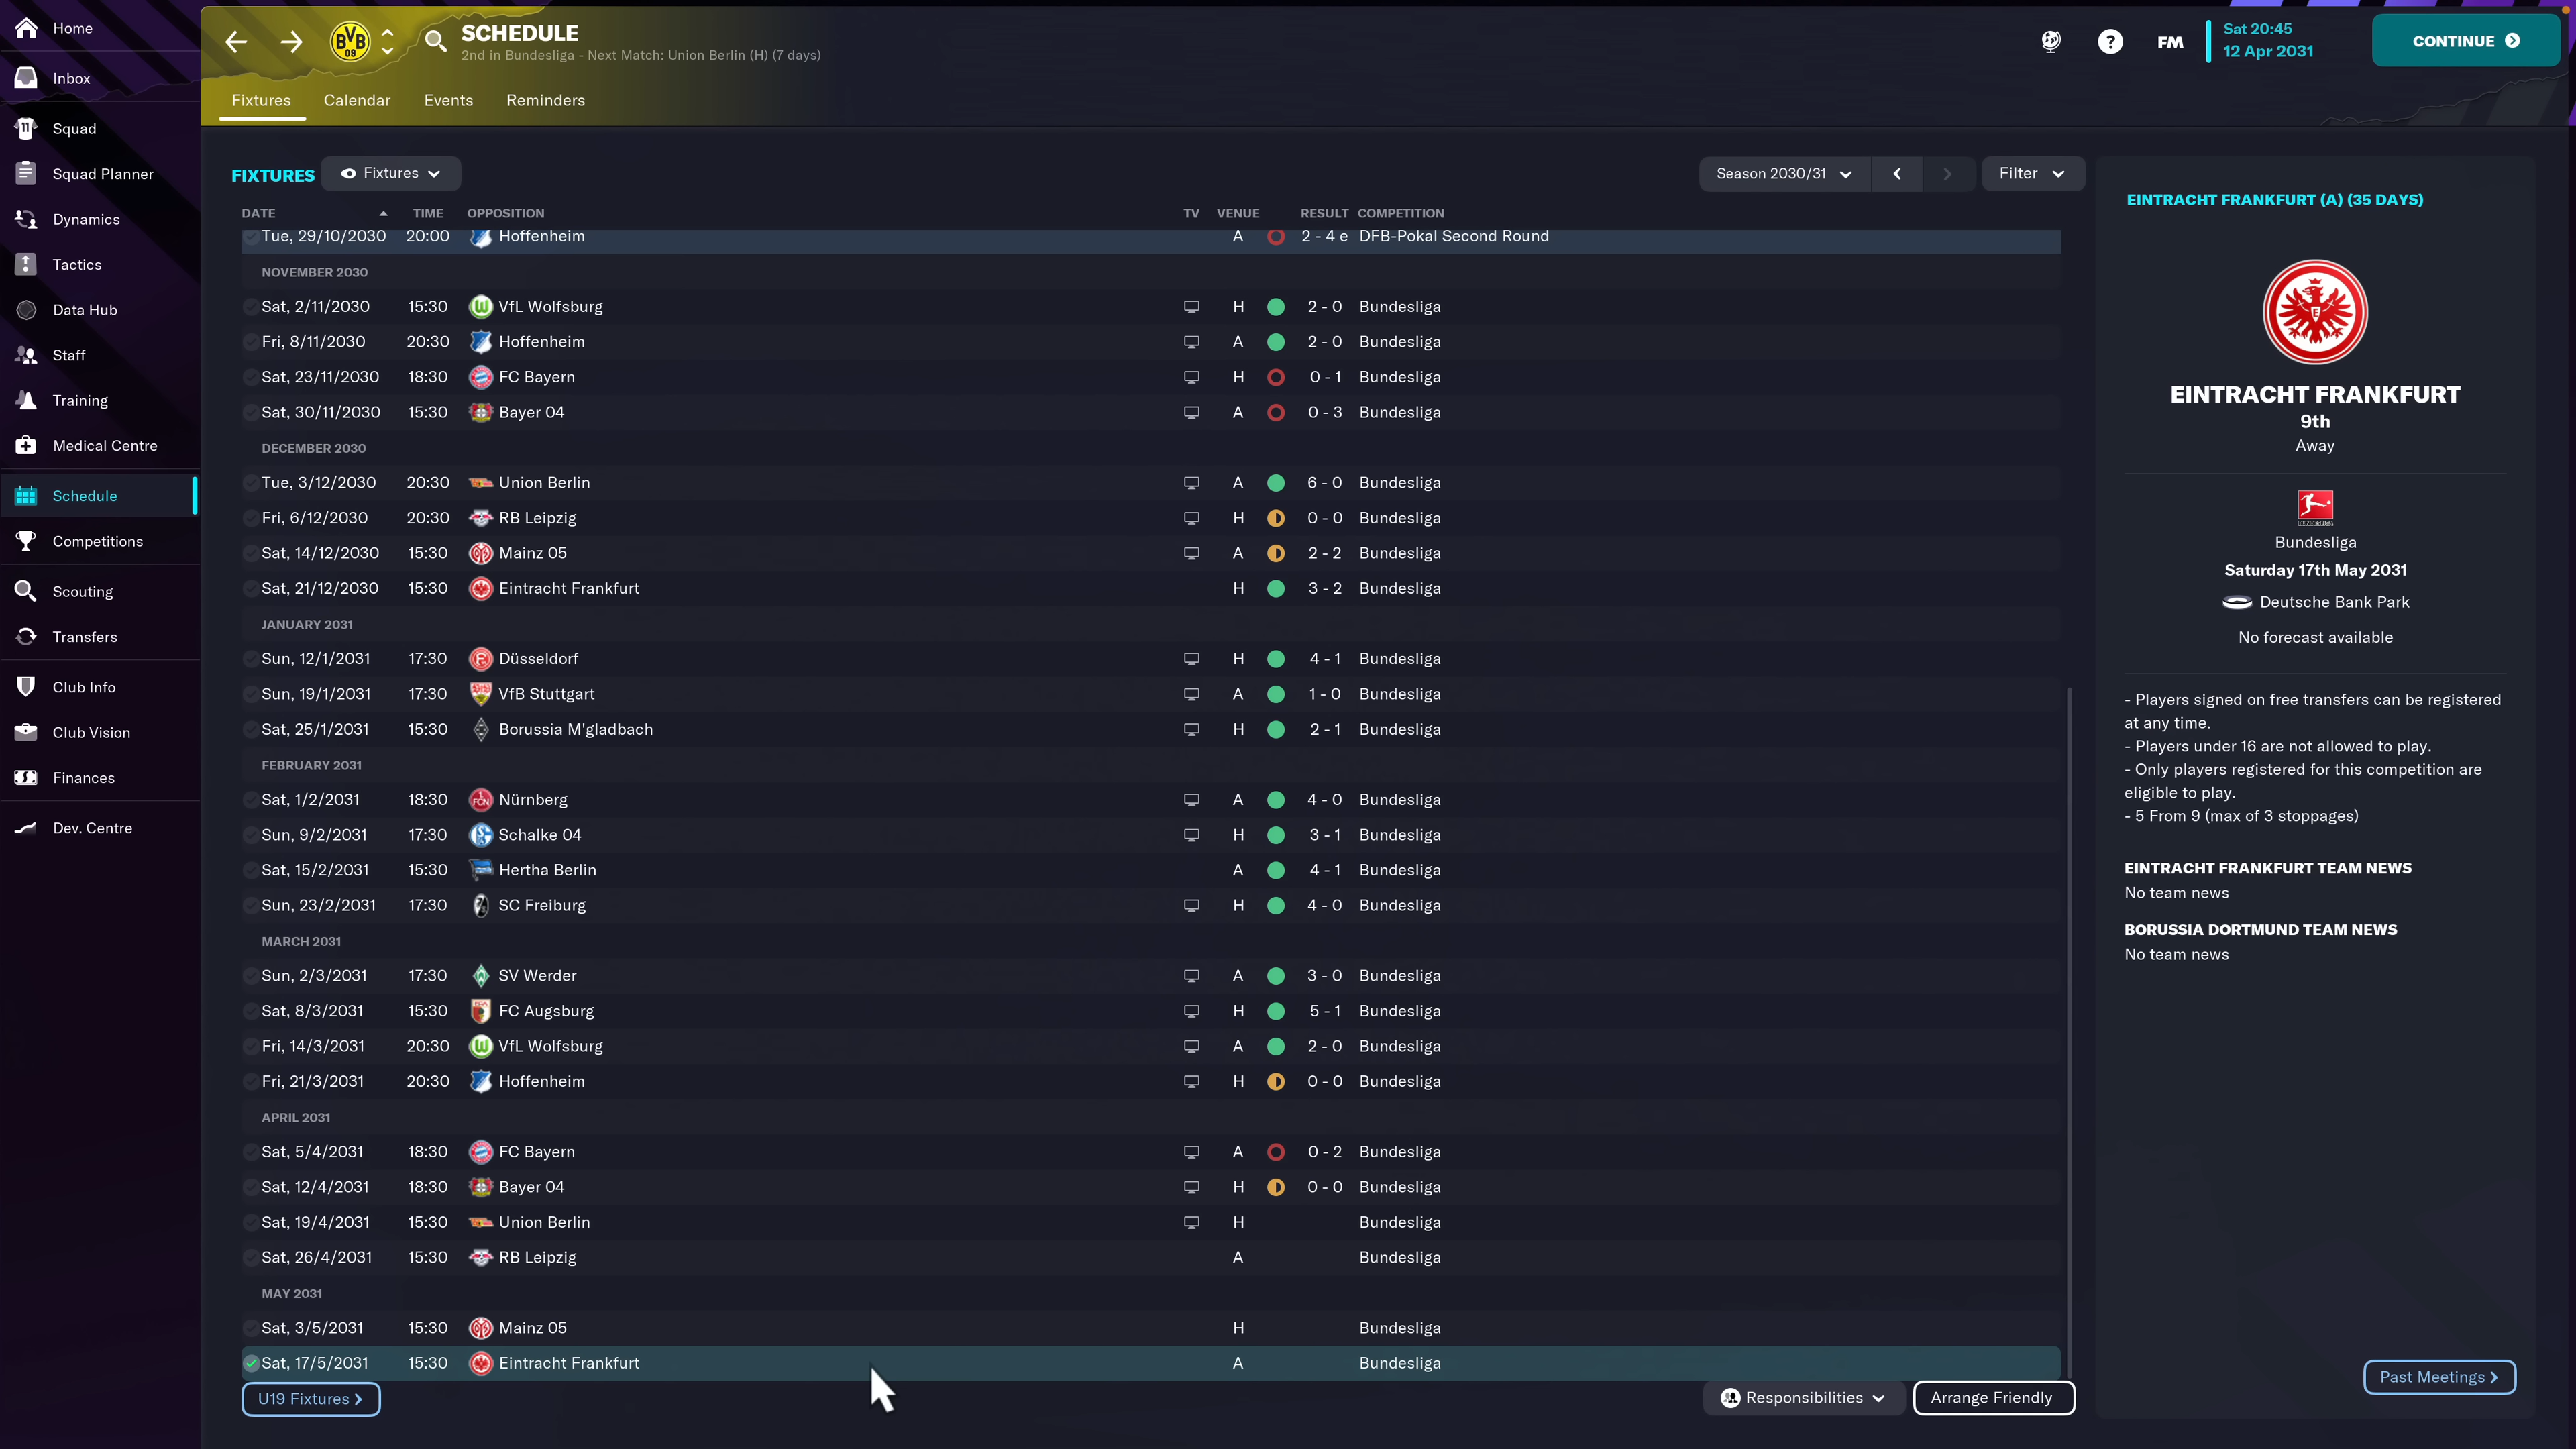 Home
Inbox
Squad
Squad Planner
Dynamics
Tactics
Data Hub
Staff
Training
Medical Centre
Schedule
Competitions
Scouting
Transfers
Club Info
Club Vision
Finances
Dev. Centre
BVB 09
SCHEDULE
2nd in Bundesliga - Next Match: Union Berlin (H) (7 days)
? FM
Sat 20:45
12 Apr 2031
CONTINUE
Fixtures Calendar Events Reminders
FIXTURES Fixtures
Season 2030/31 Filter
DATE TIME OPPOSITION TV VENUE RESULT COMPETITION
Tue, 29/10/2030 20:00 Hoffenheim A 2 - 4 e DFB-Pokal Second Round
NOVEMBER 2030
Sat, 2/11/2030 15:30 VfL Wolfsburg H 2 - 0 Bundesliga
Fri, 8/11/2030 20:30 Hoffenheim A 2 - 0 Bundesliga
Sat, 23/11/2030 18:30 FC Bayern H 0 - 1 Bundesliga
Sat, 30/11/2030 15:30 Bayer 04 A 0 - 3 Bundesliga
DECEMBER 2030
Tue, 3/12/2030 20:30 Union Berlin A 6 - 0 Bundesliga
Fri, 6/12/2030 20:30 RB Leipzig H 0 - 0 Bundesliga
Sat, 14/12/2030 15:30 Mainz 05 A 2 - 2 Bundesliga
Sat, 21/12/2030 15:30 Eintracht Frankfurt H 3 - 2 Bundesliga
JANUARY 2031
Sun, 12/1/2031 17:30 Düsseldorf H 4 - 1 Bundesliga
Sun, 19/1/2031 17:30 VfB Stuttgart A 1 - 0 Bundesliga
Sat, 25/1/2031 15:30 Borussia M'gladbach H 2 - 1 Bundesliga
FEBRUARY 2031
Sat, 1/2/2031 18:30 Nürnberg A 4 - 0 Bundesliga
Sun, 9/2/2031 17:30 Schalke 04 H 3 - 1 Bundesliga
Sat, 15/2/2031 15:30 Hertha Berlin A 4 - 1 Bundesliga
Sun, 23/2/2031 17:30 SC Freiburg H 4 - 0 Bundesliga
MARCH 2031
Sun, 2/3/2031 17:30 SV Werder A 3 - 0 Bundesliga
Sat, 8/3/2031 15:30 FC Augsburg H 5 - 1 Bundesliga
Fri, 14/3/2031 20:30 VfL Wolfsburg A 2 - 0 Bundesliga
Fri, 21/3/2031 20:30 Hoffenheim H 0 - 0 Bundesliga
APRIL 2031
Sat, 5/4/2031 18:30 FC Bayern A 0 - 2 Bundesliga
Sat, 12/4/2031 18:30 Bayer 04 H 0 - 0 Bundesliga
Sat, 19/4/2031 15:30 Union Berlin H Bundesliga
Sat, 26/4/2031 15:30 RB Leipzig A Bundesliga
MAY 2031
Sat, 3/5/2031 15:30 Mainz 05 H Bundesliga
Sat, 17/5/2031 15:30 Eintracht Frankfurt A Bundesliga
U19 Fixtures
Responsibilities
Arrange Friendly
EINTRACHT FRANKFURT (A) (35 DAYS)
EINTRACHT FRANKFURT
9th
Away
BUNDESLIGA
Bundesliga
Saturday 17th May 2031
Deutsche Bank Park
No forecast available
- Players signed on free transfers can be registered
at any time.
- Players under 16 are not allowed to play.
- Only players registered for this competition are
eligible to play.
- 5 From 9 (max of 3 stoppages)
EINTRACHT FRANKFURT TEAM NEWS
No team news
BORUSSIA DORTMUND TEAM NEWS
No team news
Past Meetings